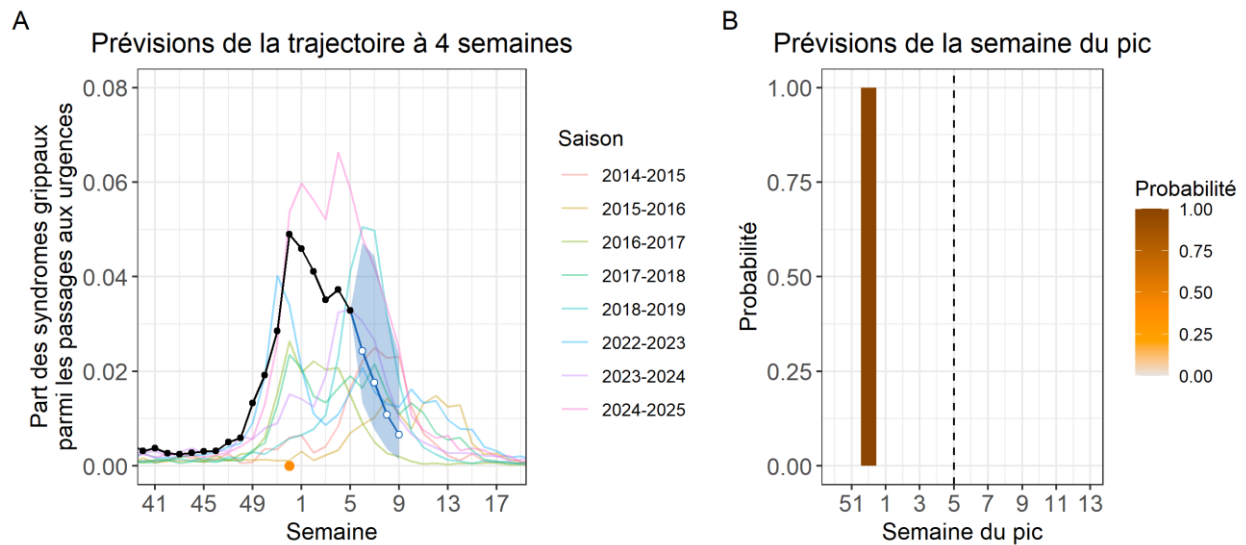 A
Prévisions de la trajectoire à 4 semaines
Part des syndromes grippaux
parmi les passages aux urgences
0.08
0.06
0.04
0.02
0.00
41 45 49 1 5 9 13 17
Semaine
Saison
2014-2015
2015-2016
2016-2017
2017-2018
2018-2019
2022-2023
2023-2024
2024-2025
B
Prévisions de la semaine du pic
Probabilité
1.00
0.75
0.50
0.25
0.00
51 1 3 5 7 9 11 13
Semaine du pic
Probabilité
1.00
0.75
0.50
0.25
0.00